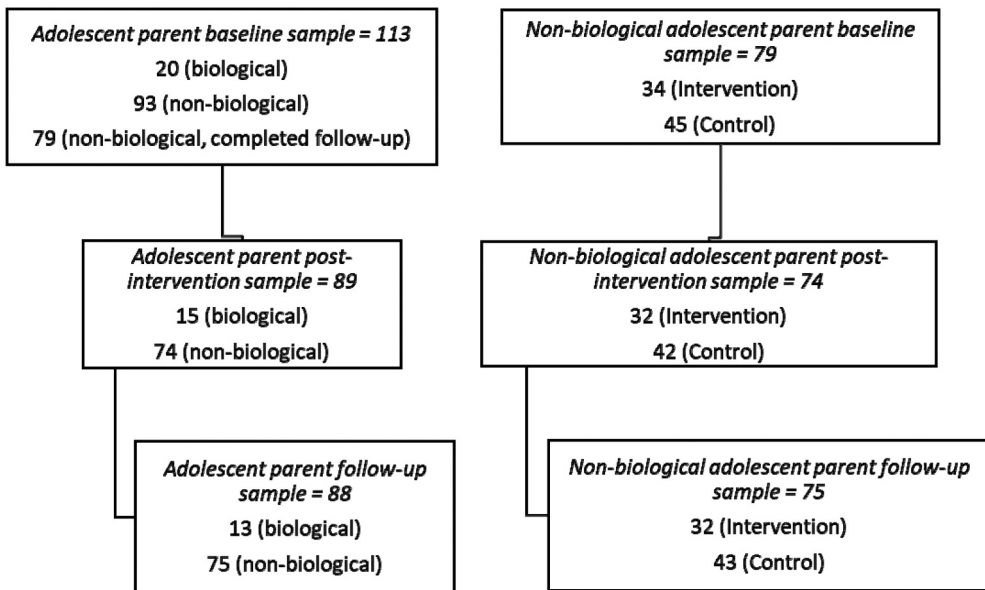 Adolescent parent baseline sample = 113
20 (biological)
93 (non-biological)
79 (non-biological, completed follow-up)
Non-biological adolescent parent baseline
sample = 79
34 (Intervention)
45 (Control)
Adolescent parent post-
intervention sample = 89
15 (biological)
74 (non-biological)
Non-biological adolescent parent post-
intervention sample = 74
32 (Intervention)
42 (Control)
Adolescent parent follow-up
sample = 88
13 (biological)
75 (non-biological)
Non-biological adolescent parent follow-up
sample = 75
32 (Intervention)
43 (Control)